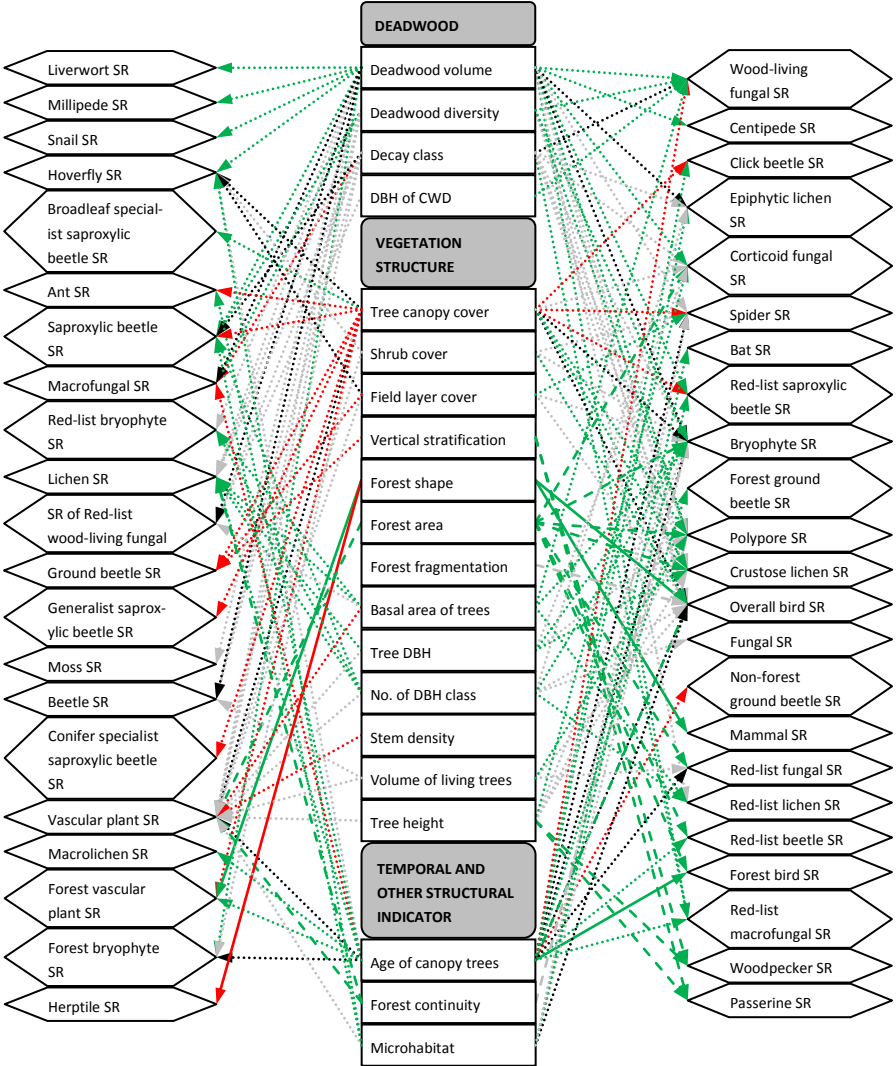 Liverwort SR
Millipede SR
Snail SR
Hoverfly SR
Broadleaf special-
ist saproxylic
beetle SR
Ant SR
Saproxylic beetle
SR
Macrofungal SR
Red-list bryophyte
SR
Lichen SR
SR of Red-list
wood-living fungal
Ground beetle SR
Generalist saprox-
ylic beetle SR
Moss SR
Beetle SR
Conifer specialist
saproxylic beetle
SR
Vascular plant SR
Macrolichen SR
Forest vascular
plant SR
Forest bryophyte
SR
Herptile SR
DEADWOOD
Deadwood volume
Deadwood diversity
Decay class
DBH of CWD
VEGETATION
STRUCTURE
Tree canopy cover
Shrub cover
Field layer cover
Vertical stratification
Forest shape
Forest area
Forest fragmentation
Basal area of trees
Tree DBH
No. of DBH class
Stem density
Volume of living trees
Tree height
TEMPORAL AND
OTHER STRUCTURAL
INDICATOR
Age of canopy trees
Forest continuity
Microhabitat
Wood-living
fungal SR
Centipede SR
Click beetle SR
Epiphytic lichen
SR
Corticoid fungal
SR
Spider SR
Bat SR
Red-list saproxylic
beetle SR
Bryophyte SR
Forest ground
beetle SR
Polypore SR
Crustose lichen SR
Overall bird SR
Fungal SR
Non-forest
ground beetle SR
Mammal SR
Red-list fungal SR
Red-list lichen SR
Red-list beetle SR
Forest bird SR
Red-list
macrofungal SR
Woodpecker SR
Passerine SR